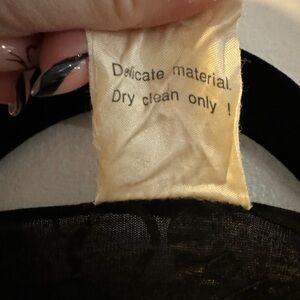 Delicate material.
Dry clean only !